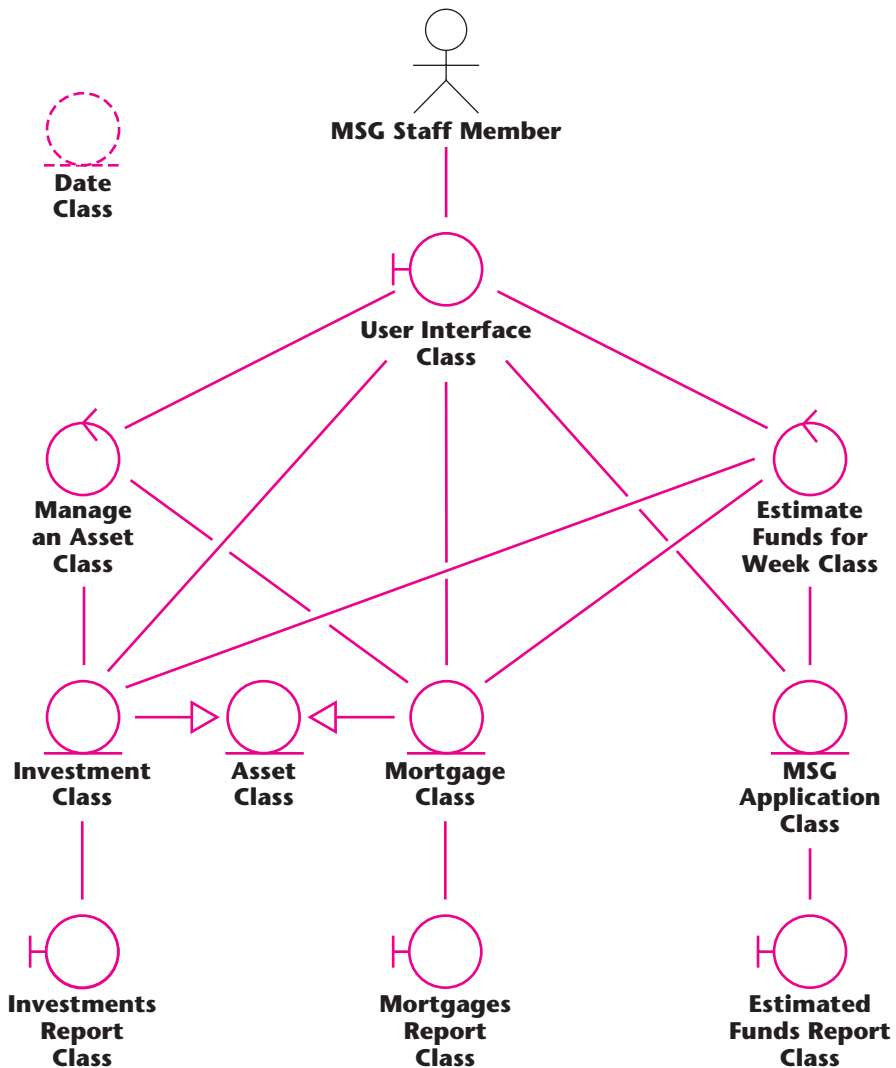 MSG Staff Member
Date
Class
User Interface
Class
Manage
an Asset
Class
Estimate
Funds for
Week Class
Investment
Class
Asset
Class
Mortgage
Class
MSG
Application
Class
Investments
Report
Class
Mortgages
Report
Class
Estimated
Funds Report
Class